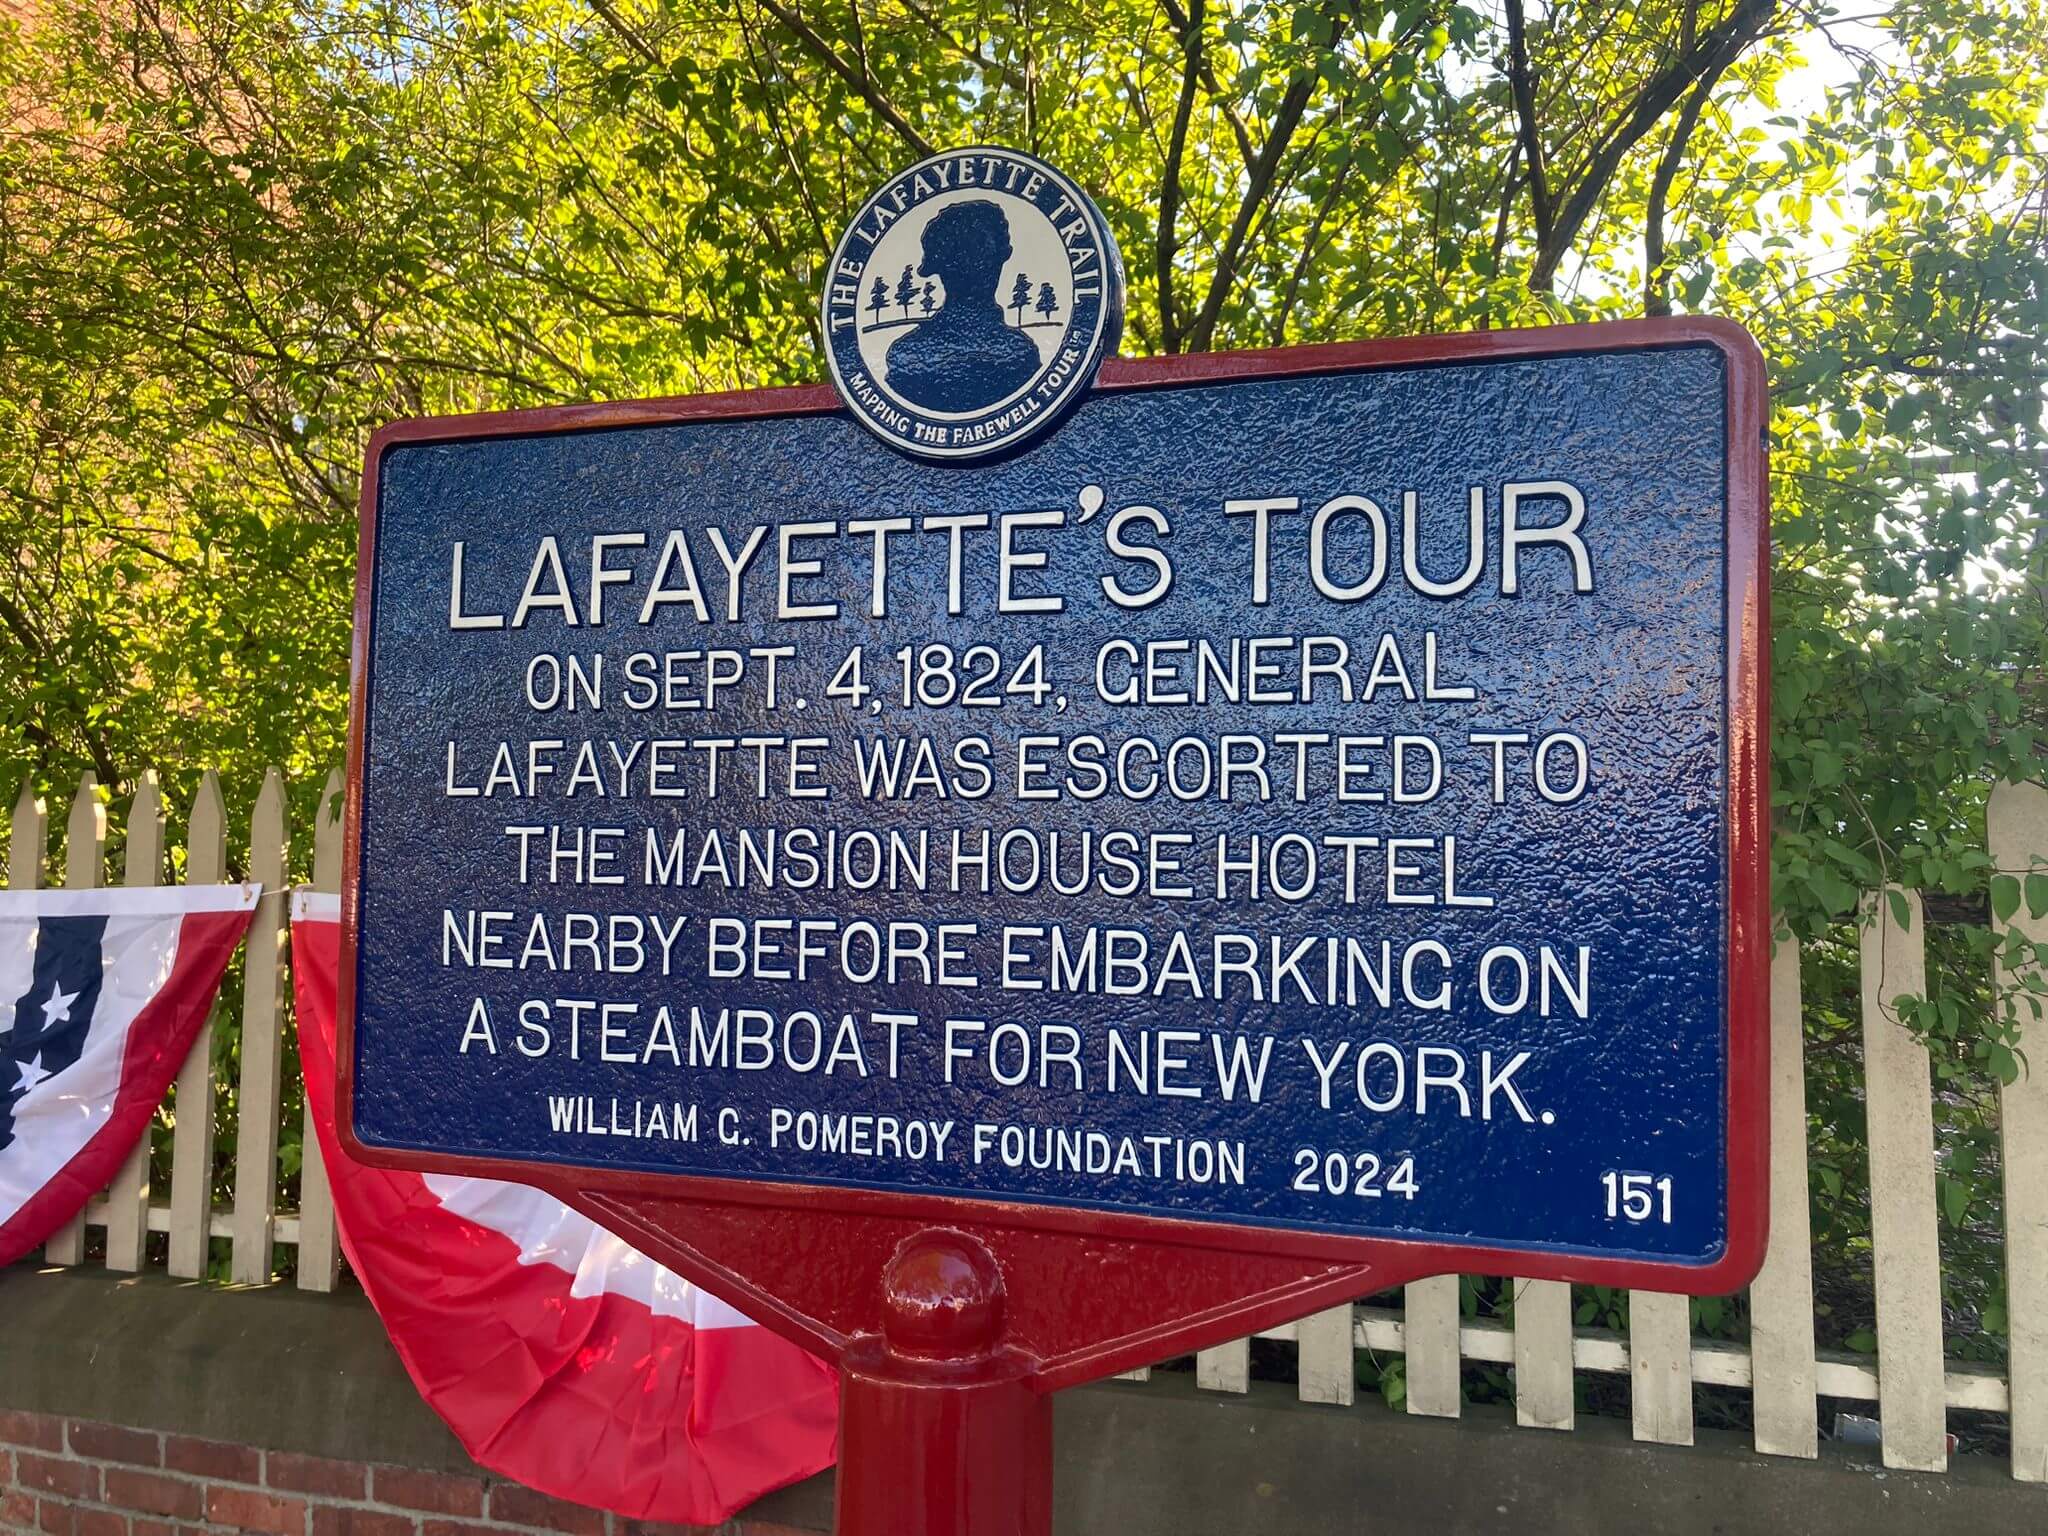 THE LAFAYETTE TRAIL
MAPPING THE FAREWELL TOUR
LAFAYETTE'S TOUR
ON SEPT. 4, 1824, GENERAL
LAFAYETTE WAS ESCORTED TO
THE MANSION HOUSE HOTEL
NEARBY BEFORE EMBARKING ON
A STEAMBOAT FOR NEW YORK.
WILLIAM G. POMEROY FOUNDATION 2024
151